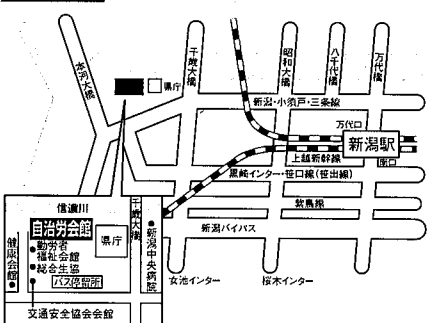 本川大橋
千歳大橋
昭和大橋
八千代橋
万代橋
県庁
新潟・小須戸・三条線
万代口
新潟駅
南口
上越新幹線
黒崎インター・笹口線(笹出線)
弁天線
新潟バイパス
女池インター
桜木インター
信濃川
自治労会館
県庁
千歳大橋
●新潟中央病院
健康会館●
●勤労者
福祉会館
●総合生協
バス停留所
交通安全協会会館